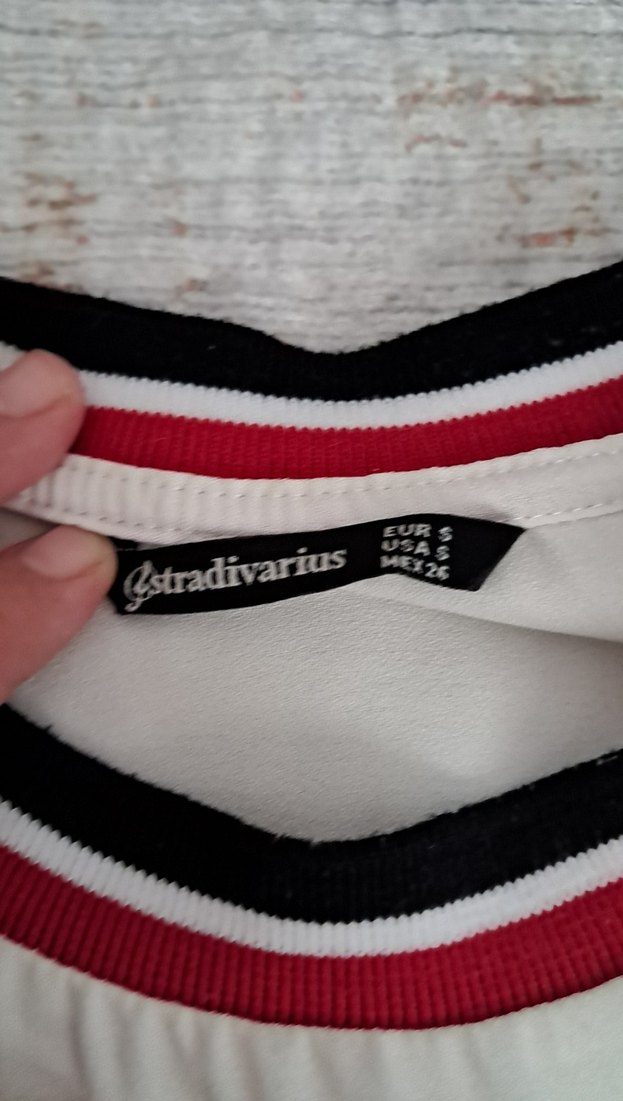 stradivarius
EUR S
USA S
MEX 26